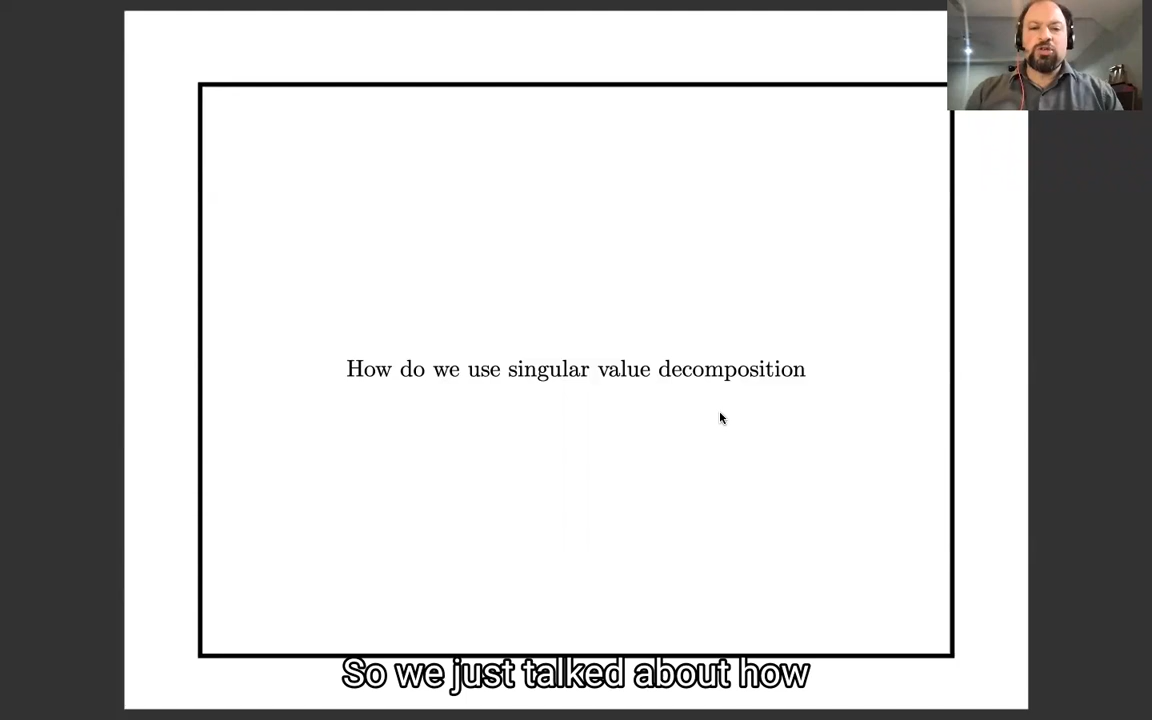 How do we use singular value decomposition
So we just talked about how